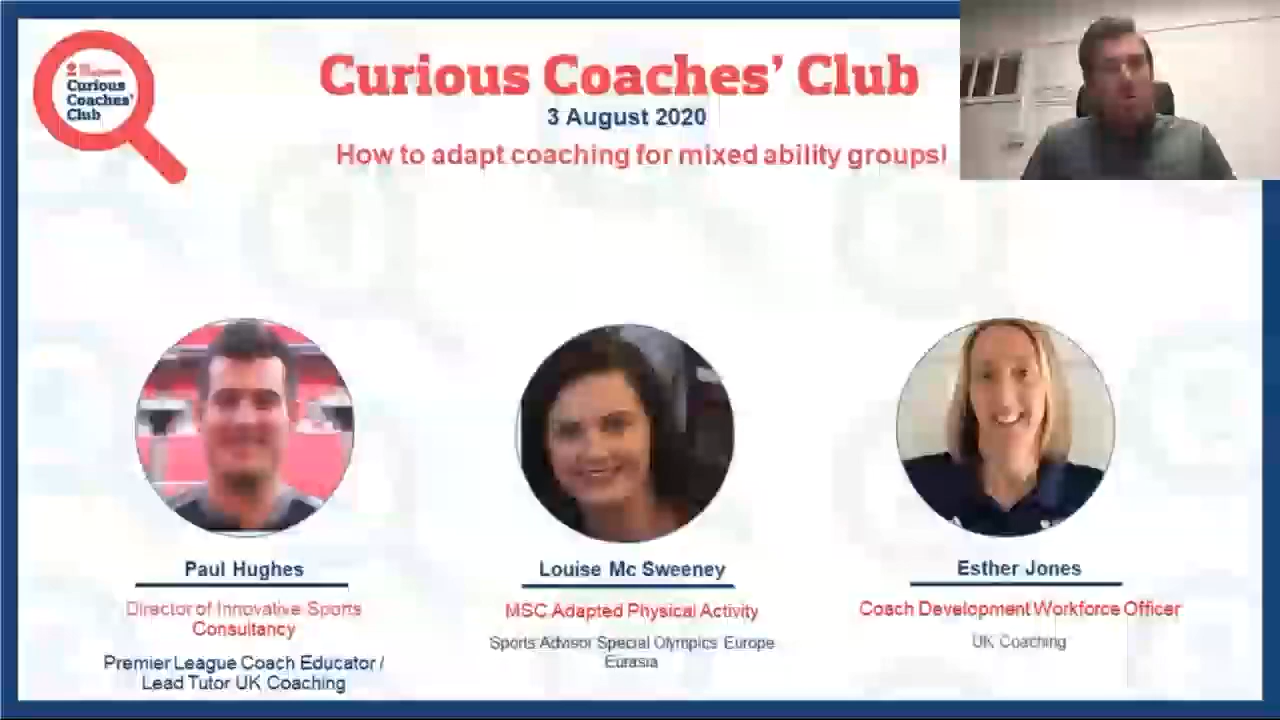 Curious
Coaches'
Club
Curious Coaches' Club
3 August 2020
How to adapt coaching for mixed ability groups!
Paul Hughes
Director of Innovative Sports
Consultancy
Premier League Coach Educator /
Lead Tutor UK Coaching
Louise Mc Sweeney
MSC Adapted Physical Activity
Sports Advisor Special Olympics Europe
Eurasia
Esther Jones
Coach Development Workforce Officer
UK Coaching